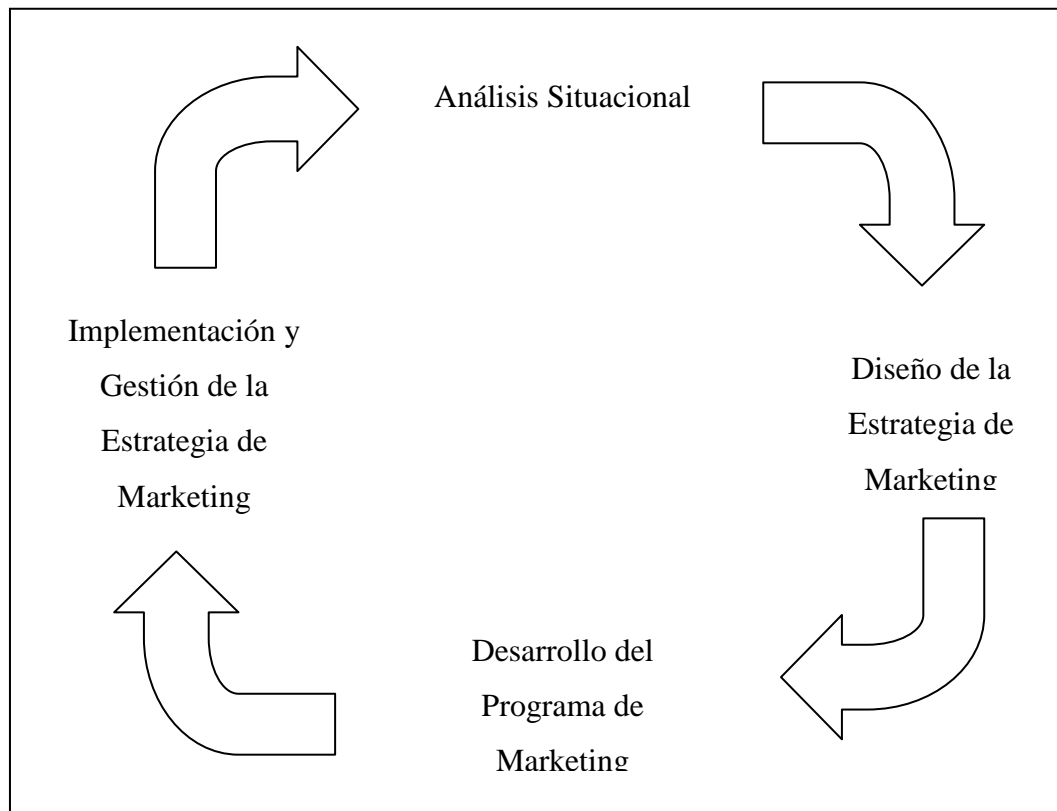 Análisis Situacional
Implementación y
Gestión de la
Estrategia de
Marketing
Diseño de la
Estrategia de
Marketing
Desarrollo del
Programa de
Marketing